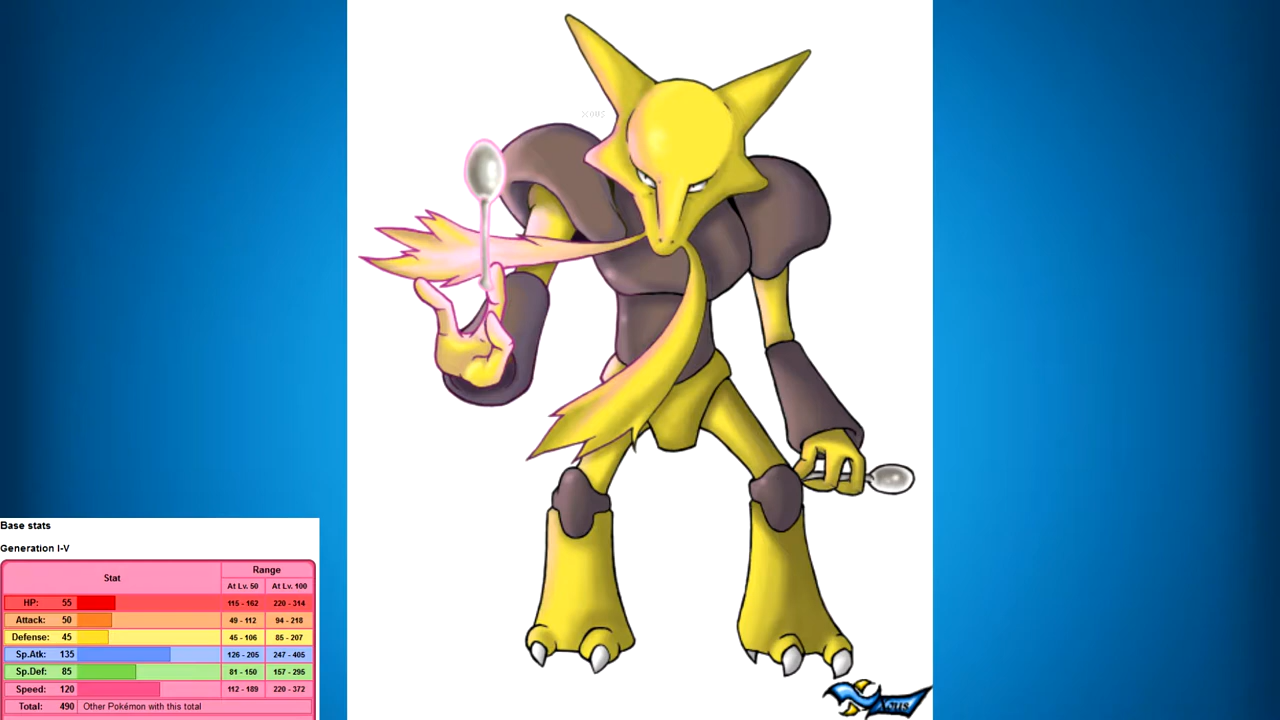 XOUS
Base stats
Generation I-V
Stat Range
At Lv. 50 At Lv. 100
HP: 55 115 - 162 220 - 314
Attack: 50 49 - 112 94 - 218
Defense: 45 45 - 106 85 - 207
Sp.Atk: 135 126 - 205 247 - 405
Sp.Def: 85 81 - 150 157 - 295
Speed: 120 112 - 189 220 - 372
Total: 490 Other Pokémon with this total
Xous